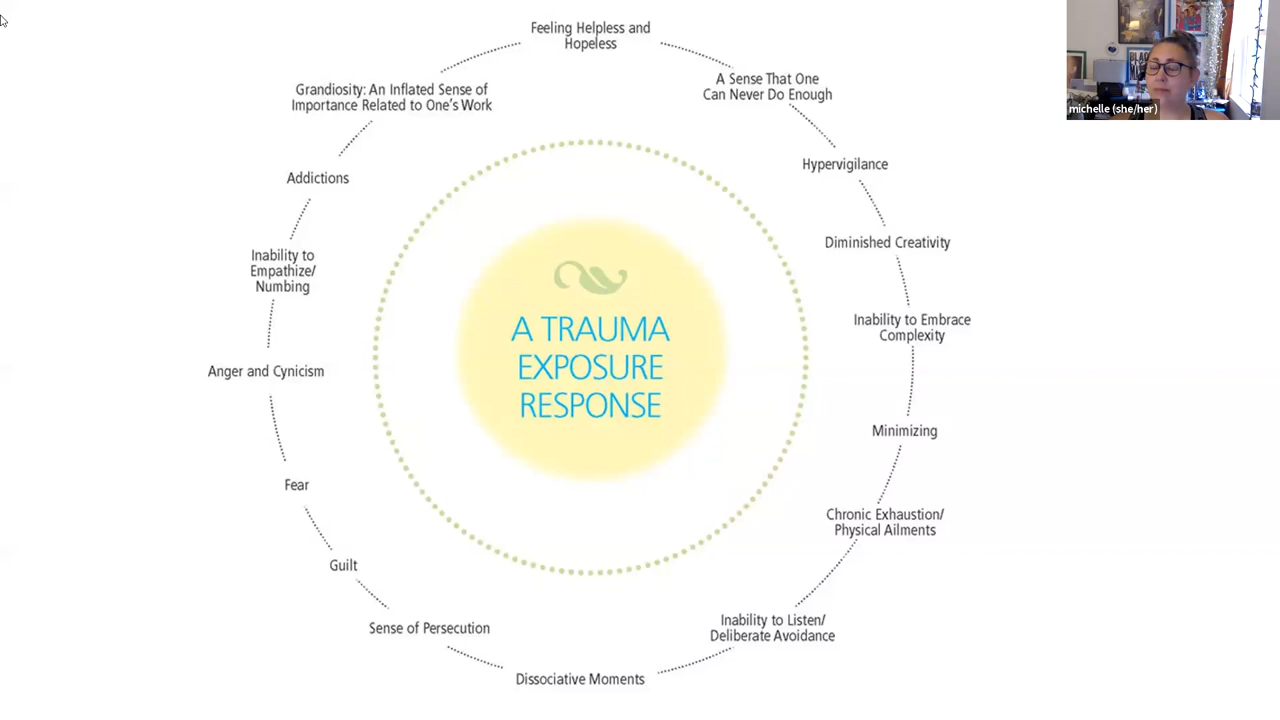 Feeling Helpless and
Hopeless
A Sense That One
Can Never Do Enough
Hypervigilance
Diminished Creativity
Inability to Embrace
Complexity
Minimizing
Chronic Exhaustion/
Physical Ailments
Inability to Listen/
Deliberate Avoidance
Dissociative Moments
Sense of Persecution
Guilt
Fear
Anger and Cynicism
Inability to
Empathize/
Numbing
Addictions
Grandiosity: An Inflated Sense of
Importance Related to One's Work
A TRAUMA
EXPOSURE
RESPONSE
michelle (she/her)